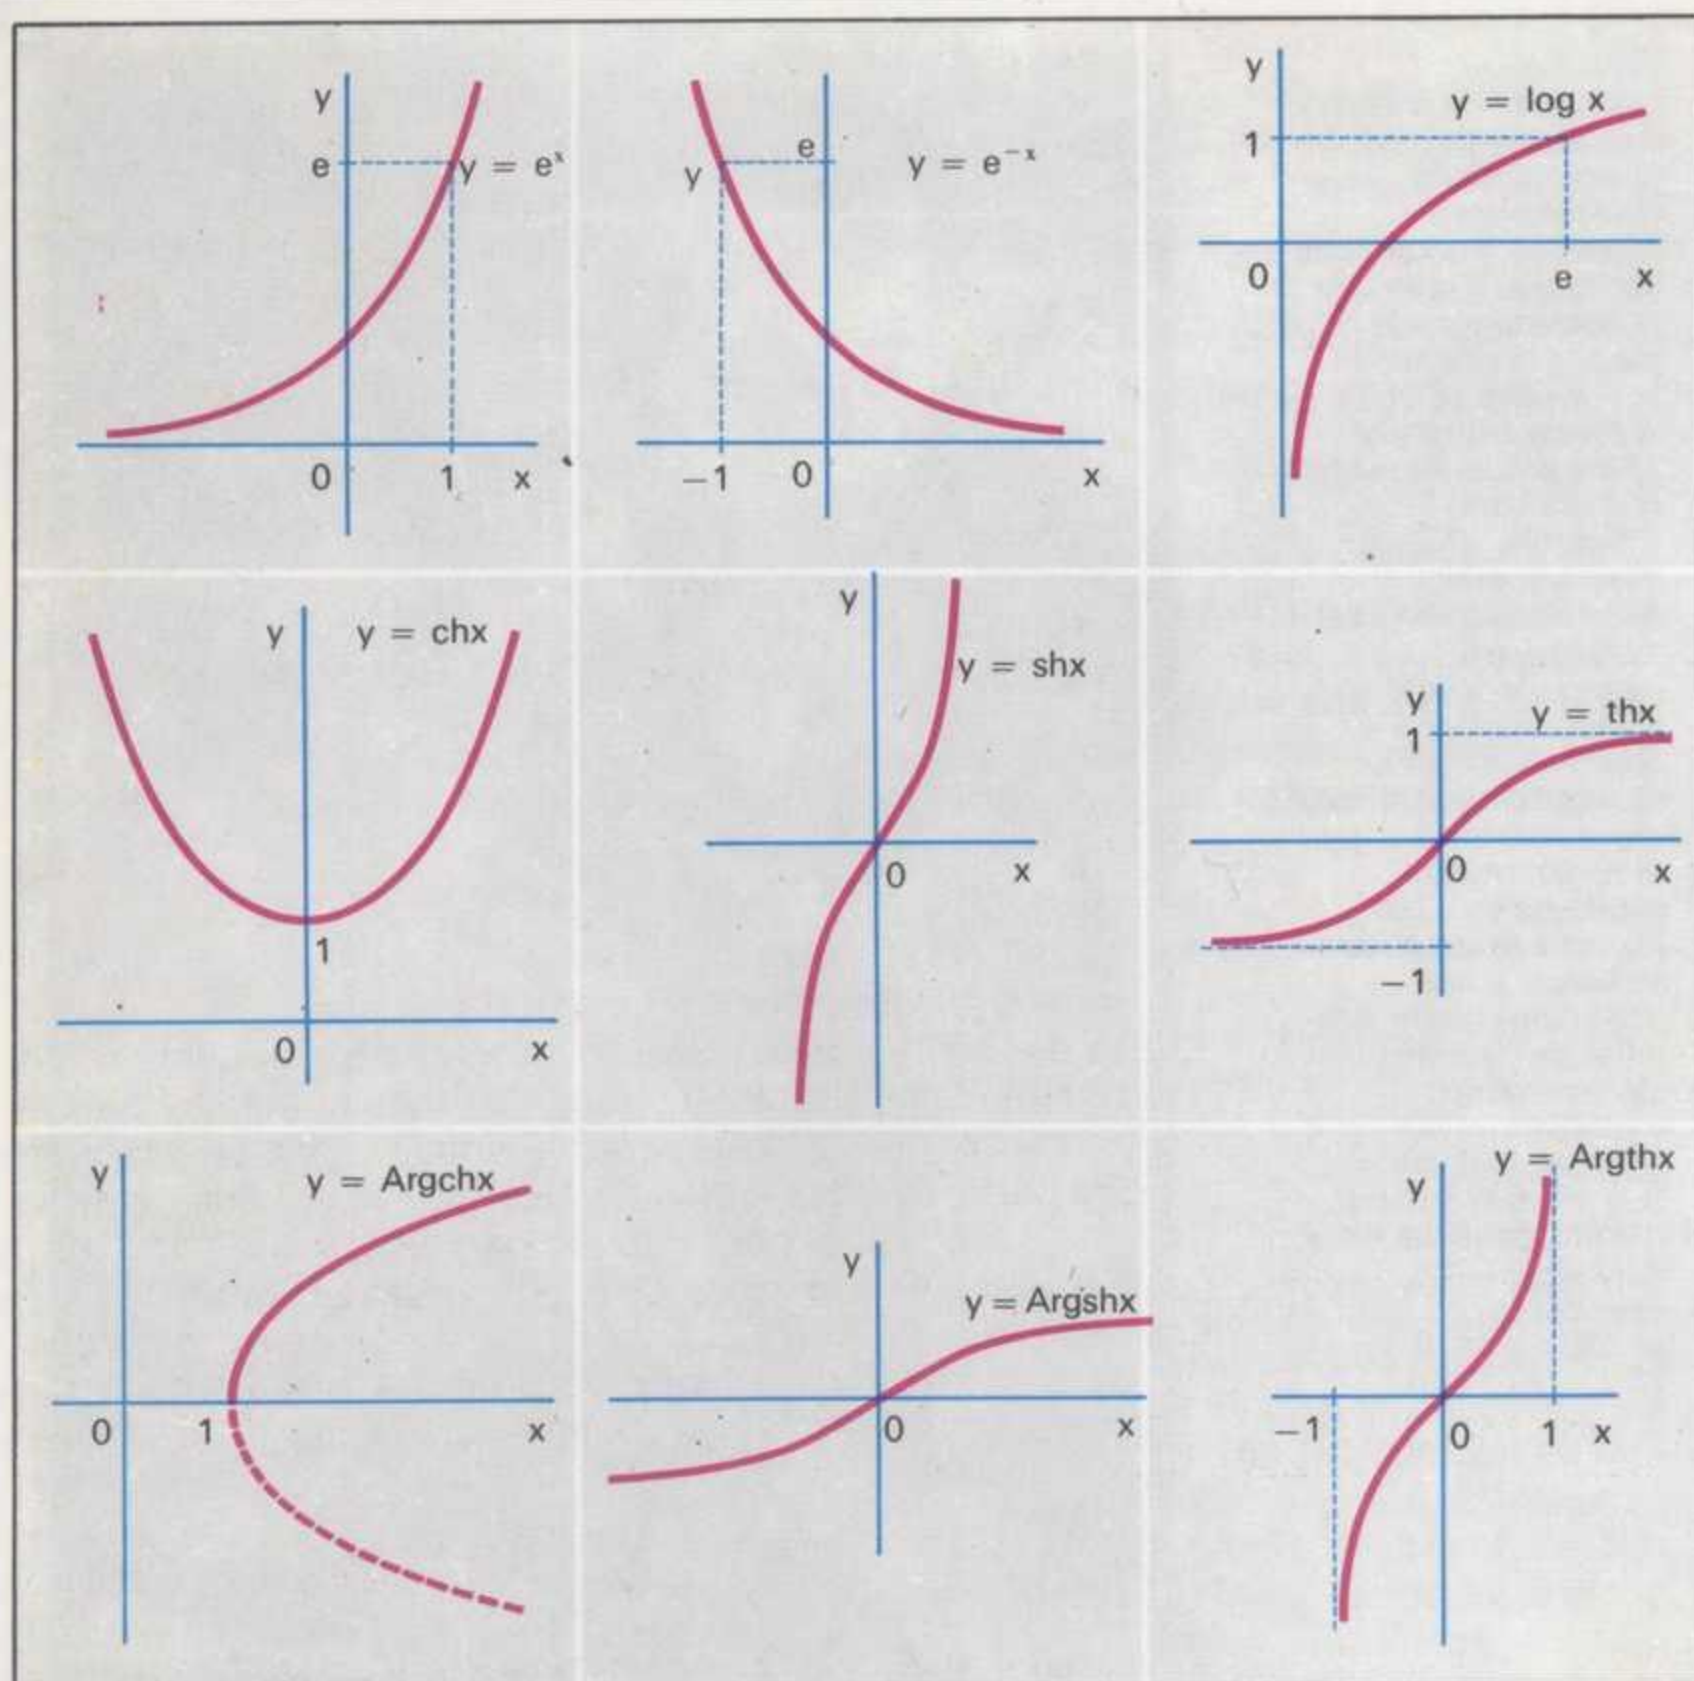 y
e
y = eˣ
0
1
x
y
e
y = e⁻ˣ
−1
0
x
y
y = log x
1
0
e
x
y
y = chx
1
0
x
y
y = shx
0
x
y
y = thx
1
0
x
−1
y
y = Argchx
0
1
x
y
y = Argshx
0
x
y = Argthx
y
−1
0
1
x